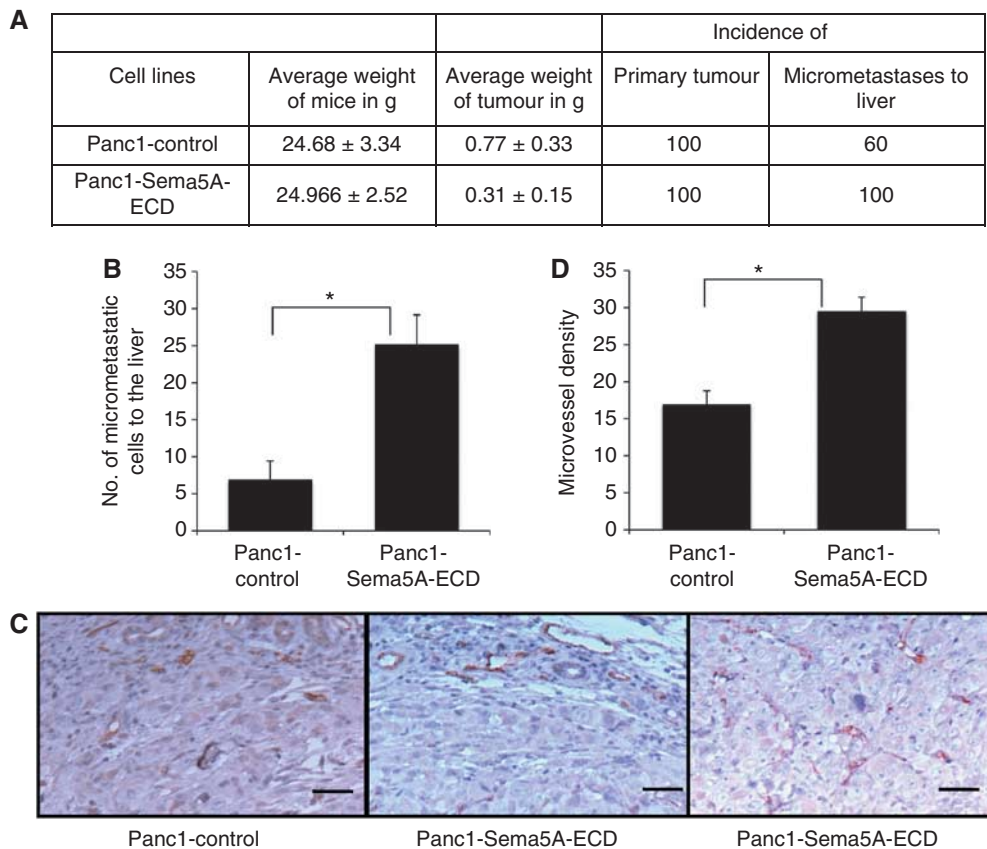 A
Incidence of
Cell lines
Average weight
of mice in g
Average weight
of tumour in g
Primary tumour
Micrometastases to
liver
Panc1-control
24.68 ± 3.34
0.77 ± 0.33
100
60
Panc1-Sema5A-
ECD
24.966 ± 2.52
0.31 ± 0.15
100
100
B
No. of micrometastatic
cells to the liver
35
30
25
20
15
10
5
0
*
Panc1-
control
Panc1-
Sema5A-ECD
D
Microvessel density
35
30
25
20
15
10
5
0
*
Panc1-
control
Panc1-
Sema5A-ECD
C
Panc1-control
Panc1-Sema5A-ECD
Panc1-Sema5A-ECD